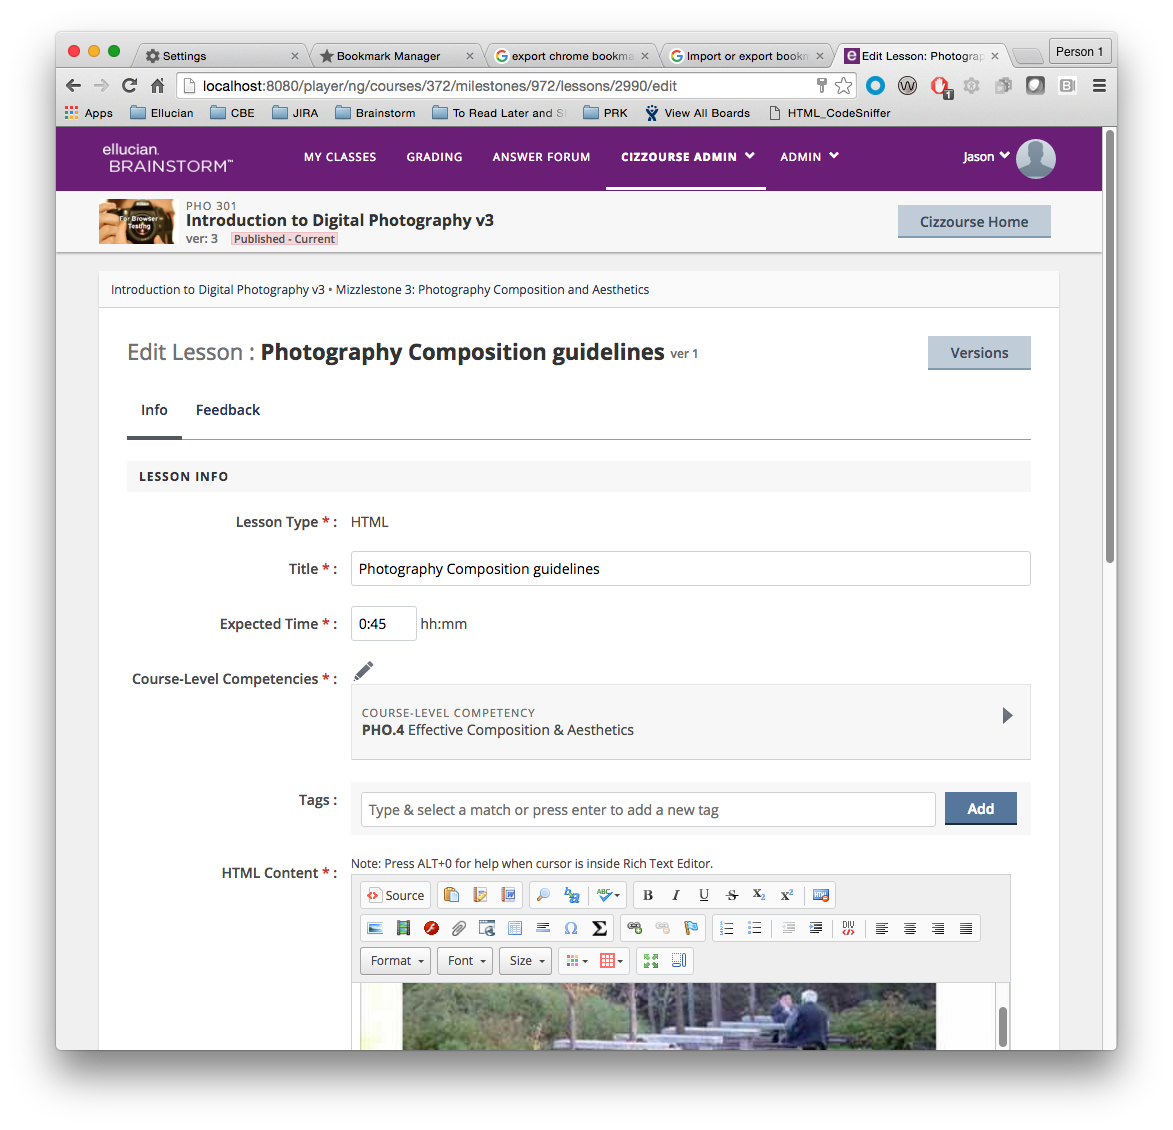 Settings
Bookmark Manager
export chrome bookma
Import or export bookm
Edit Lesson: Photograp
Person 1
localhost:8080/player/ng/courses/372/milestones/972/lessons/2990/edit
1
Apps
Ellucian
CBE
JIRA
Brainstorm
To Read Later and S
PRK
View All Boards
HTML_CodeSniffer
ellucian
BRAINSTORM™
MY CLASSES
GRADING
ANSWER FORUM
CIZZOURSE ADMIN
ADMIN
Jason
For Browser
Testing
PHO 301
Introduction to Digital Photography v3
ver: 3 Published - Current
Cizzourse Home
Introduction to Digital Photography v3 • Mizzlestone 3: Photography Composition and Aesthetics
Edit Lesson : Photography Composition guidelines ver 1
Versions
Info
Feedback
LESSON INFO
Lesson Type * : HTML
Title * : Photography Composition guidelines
Expected Time * : 0:45 hh:mm
Course-Level Competencies * :
COURSE-LEVEL COMPETENCY
PHO.4 Effective Composition & Aesthetics
Tags : Type & select a match or press enter to add a new tag Add
Note: Press ALT+0 for help when cursor is inside Rich Text Editor.
HTML Content * :
Source
ABC
B I U S X₂ X²
Ω Σ
DIV
Format Font Size